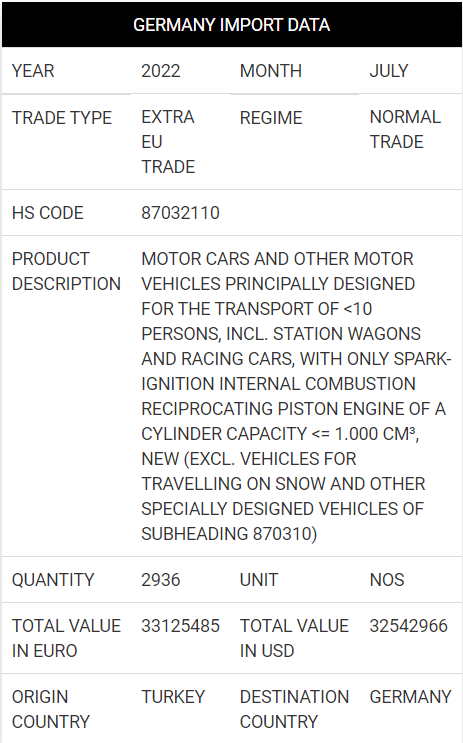 GERMANY IMPORT DATA
YEAR 2022 MONTH JULY
TRADE TYPE EXTRA EU TRADE REGIME NORMAL TRADE
HS CODE 87032110
PRODUCT DESCRIPTION
MOTOR CARS AND OTHER MOTOR
VEHICLES PRINCIPALLY DESIGNED
FOR THE TRANSPORT OF <10
PERSONS, INCL. STATION WAGONS
AND RACING CARS, WITH ONLY SPARK-
IGNITION INTERNAL COMBUSTION
RECIPROCATING PISTON ENGINE OF A
CYLINDER CAPACITY <= 1.000 CM³,
NEW (EXCL. VEHICLES FOR
TRAVELLING ON SNOW AND OTHER
SPECIALLY DESIGNED VEHICLES OF
SUBHEADING 870310)
QUANTITY 2936 UNIT NOS
TOTAL VALUE IN EURO 33125485 TOTAL VALUE IN USD 32542966
ORIGIN COUNTRY TURKEY DESTINATION COUNTRY GERMANY